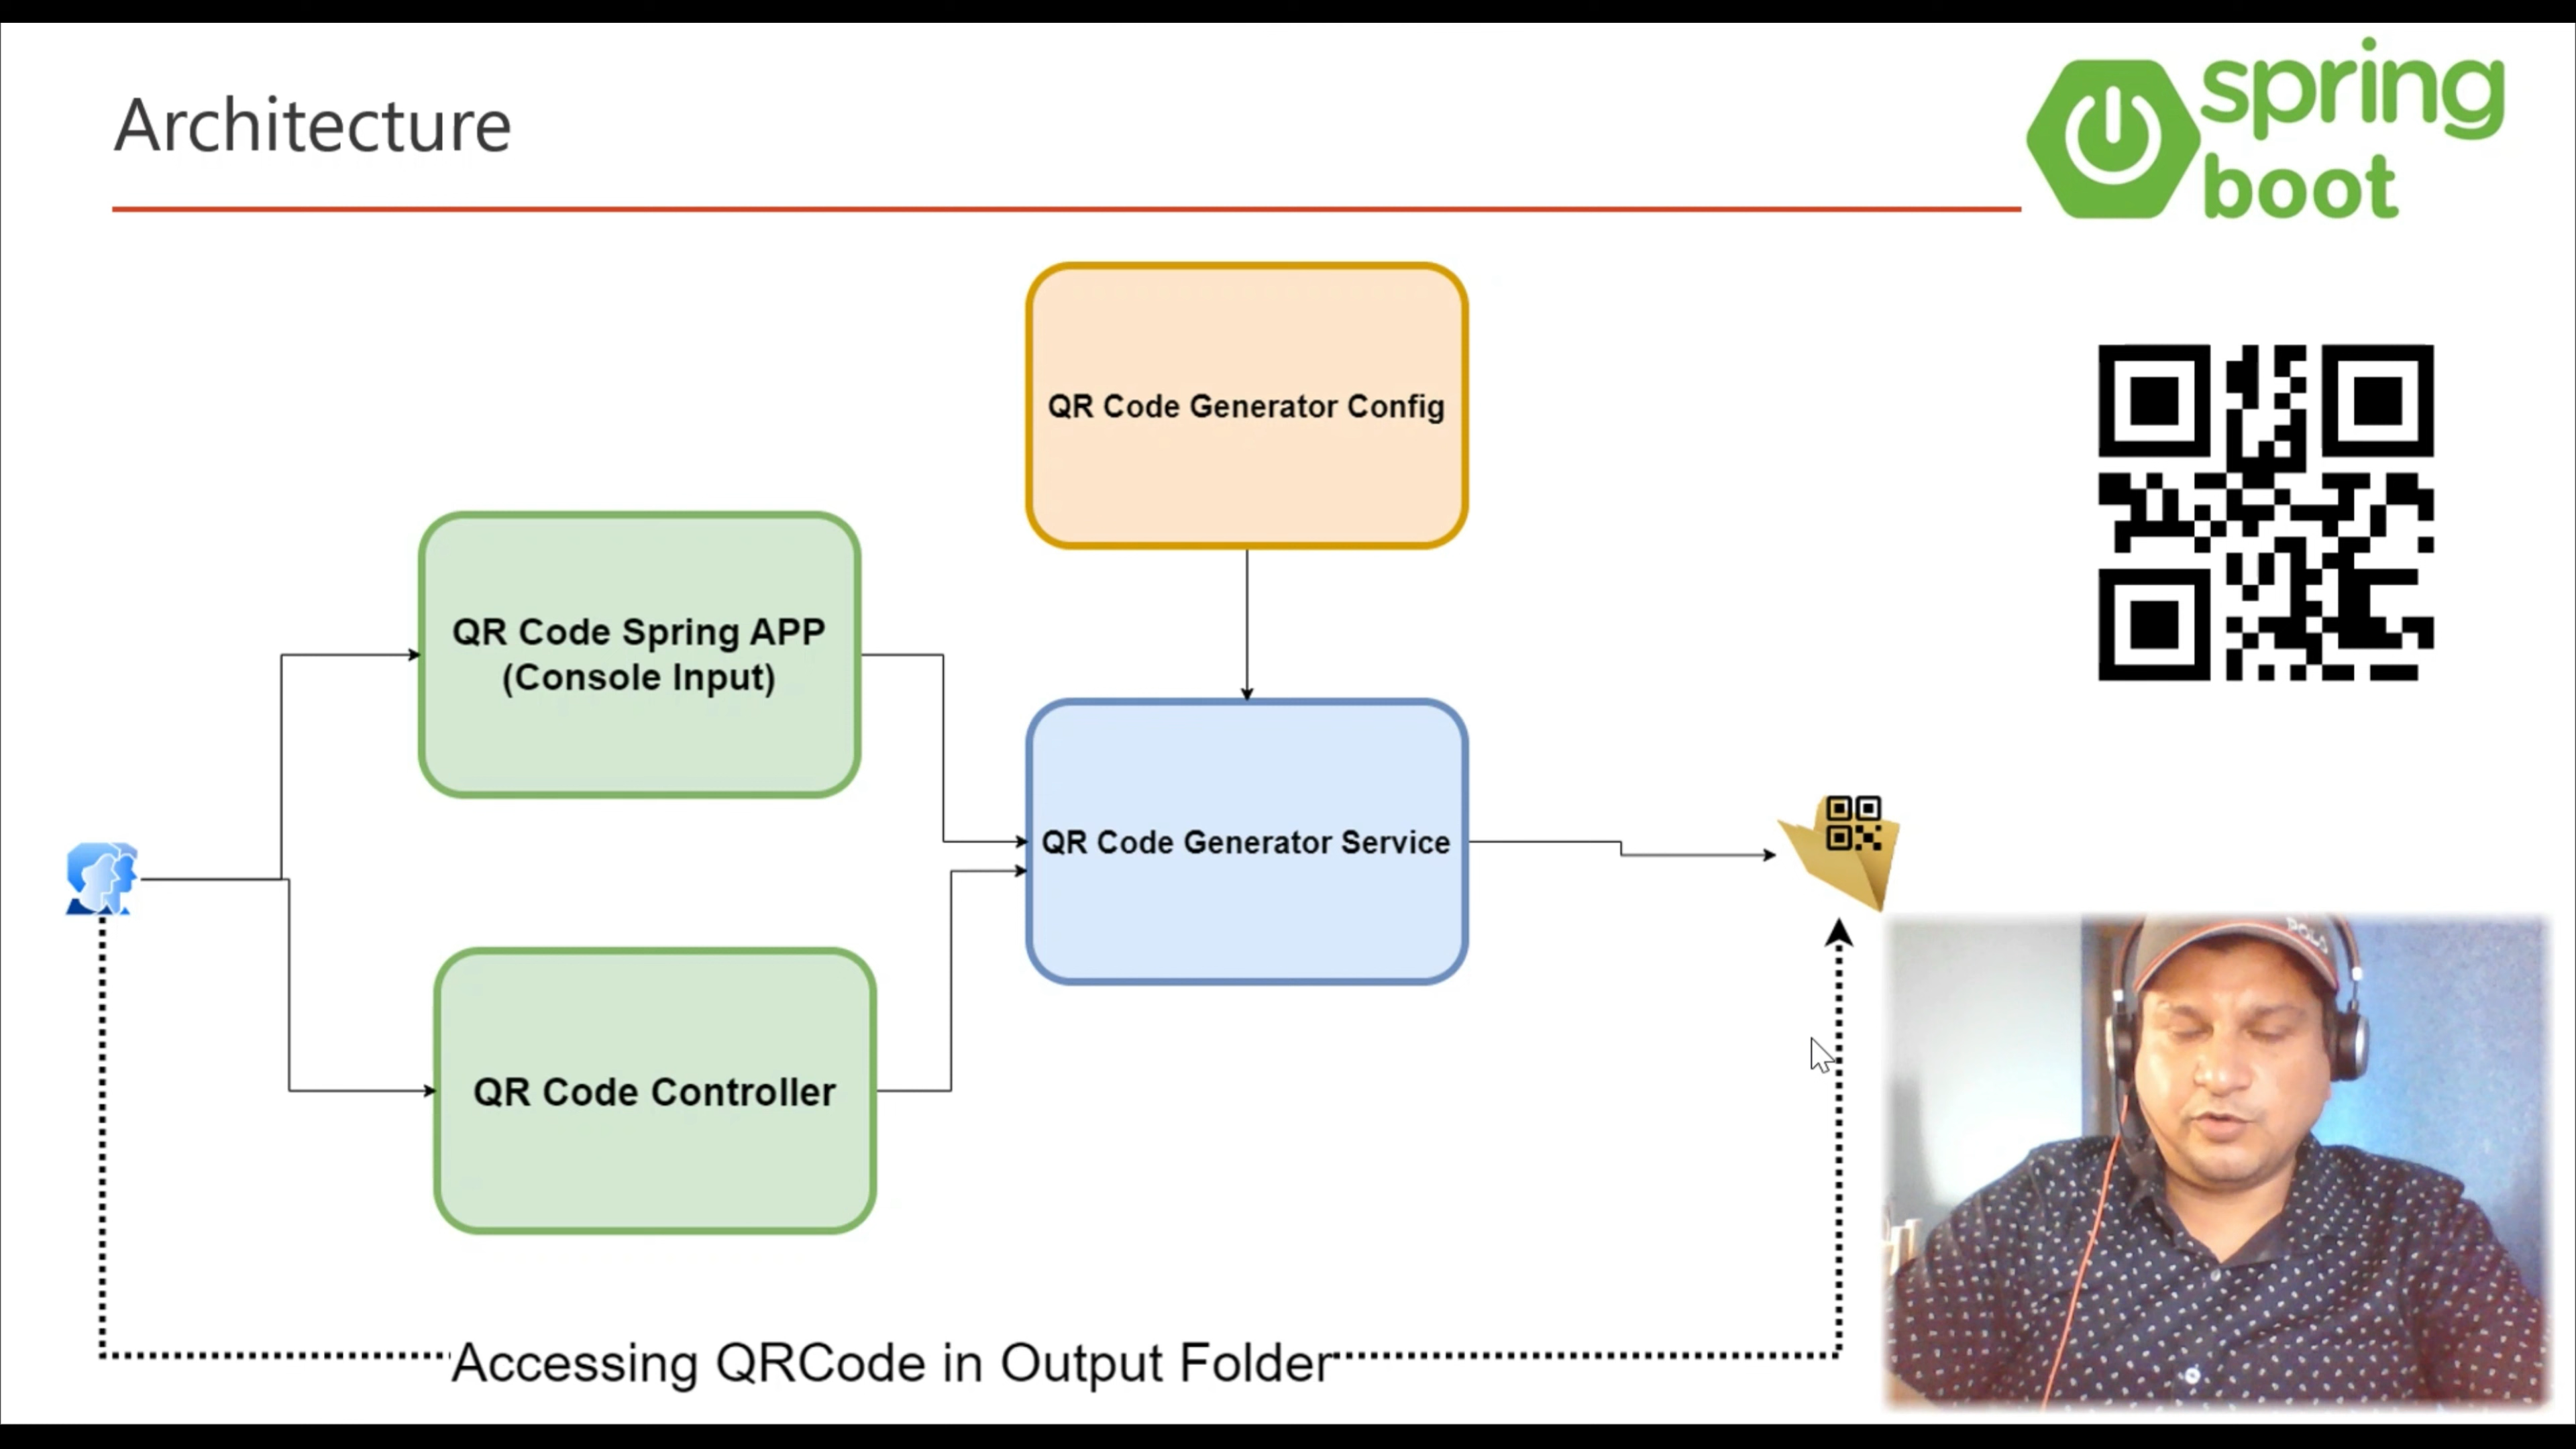 Architecture
spring
boot
QR Code Generator Config
QR Code Spring APP
(Console Input)
QR Code Generator Service
QR Code Controller
Accessing QRCode in Output Folder